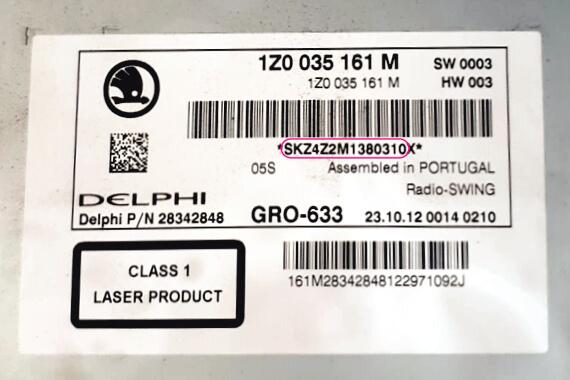 1Z0 035 161 M SW 0003
1Z0 035 161 M HW 003
*SKZ4Z2M1380310X*
05S Assembled in PORTUGAL
Radio-SWING
DELPHI
Delphi P/N 28342848 GRO-633 23.10.12 0014 0210
CLASS 1
LASER PRODUCT
161M28342848122971092J